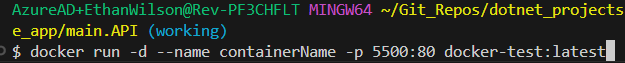 AzureAD+EthanWilson@Rev-PF3CHFLT MINGW64 ~/Git_Repos/dotnet_projects
e_app/main.API (working)
$ docker run -d --name containerName -p 5500:80 docker-test:latest